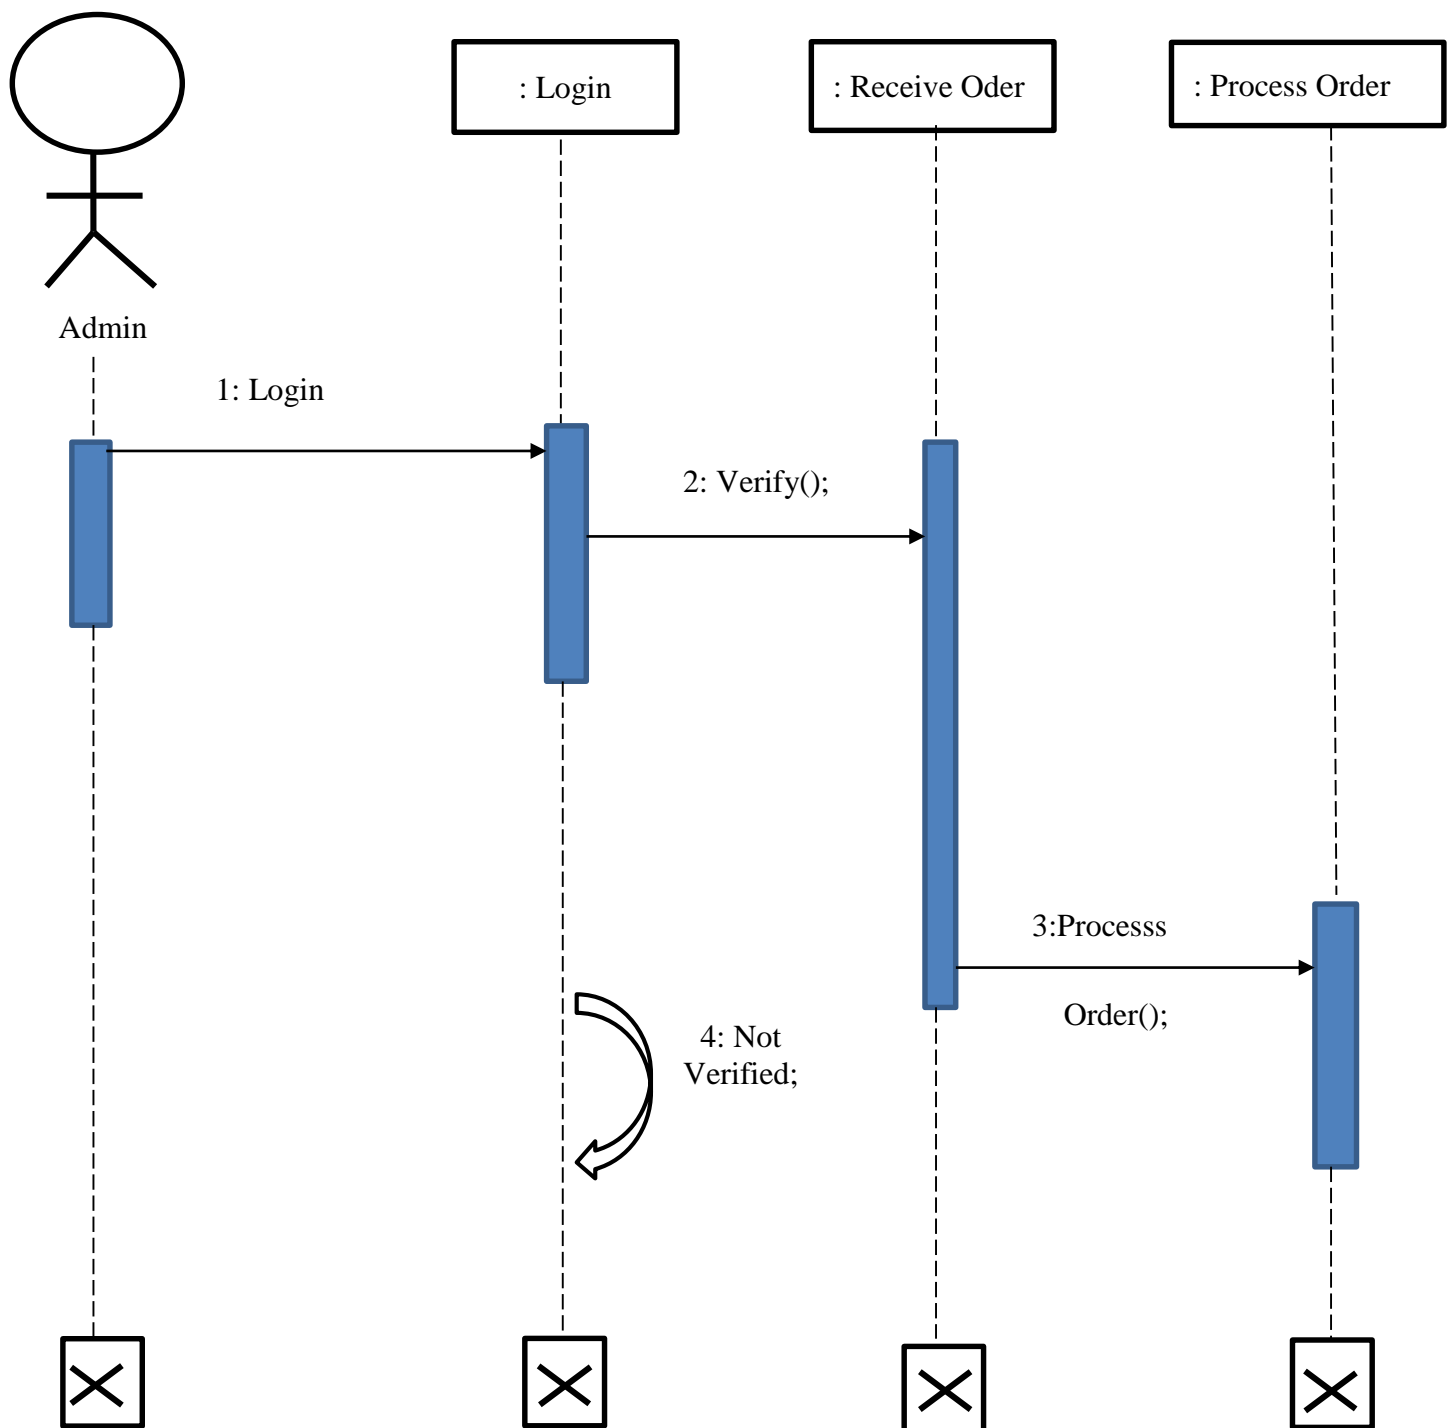 : Login
: Receive Oder
: Process Order
Admin
1: Login
2: Verify();
3:Processs
Order();
4: Not
Verified;